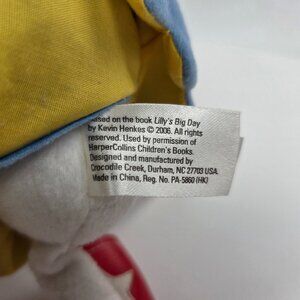 Based on the book Lilly's Big Day
by Kevin Henkes © 2006. All rights
reserved. Used by permission of
HarperCollins Children's Books.
Designed and manufactured by
Crocodile Creek, Durham, NC 27703 USA.
Made in China, Reg. No. PA-5860 (HK)